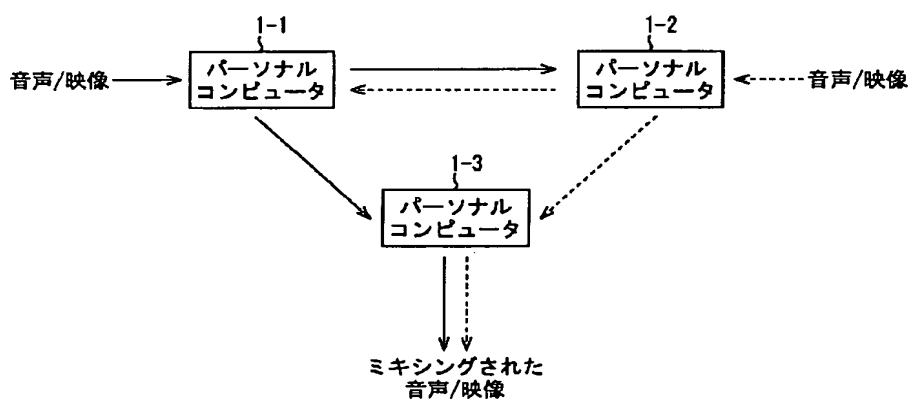 1-1
1-2
音声/映像
パーソナル
コンピュータ
パーソナル
コンピュータ
音声/映像
1-3
パーソナル
コンピュータ
ミキシングされた
音声/映像